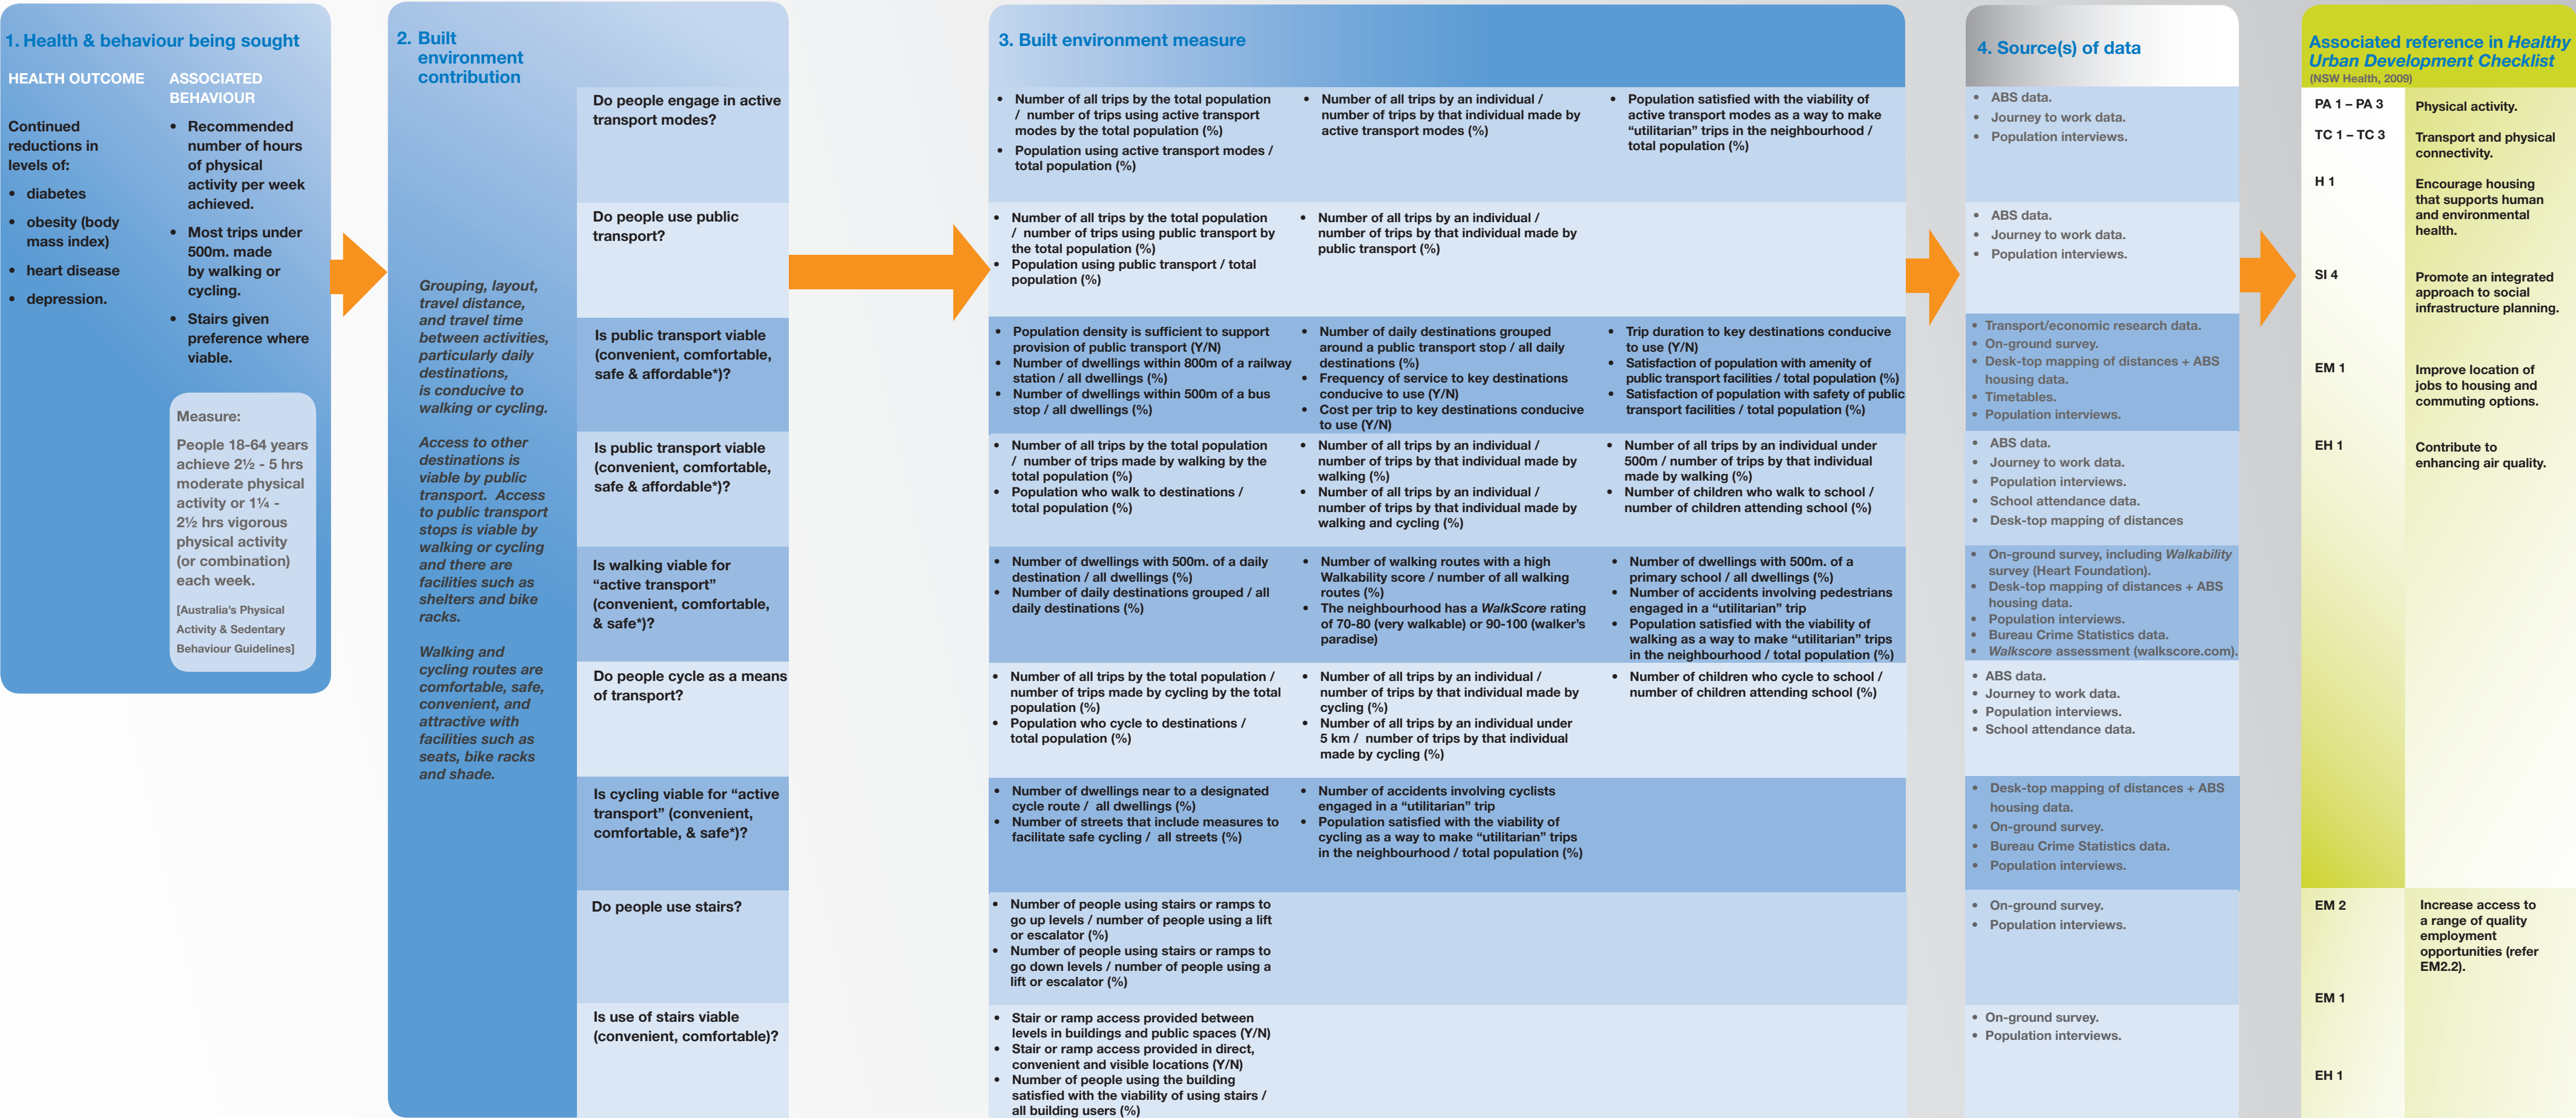 1. Health & behaviour being sought
HEALTH OUTCOME
Continued
reductions in
levels of:
• diabetes
• obesity (body
mass index)
• heart disease
• depression.
ASSOCIATED
BEHAVIOUR
• Recommended
number of hours
of physical
activity per week
achieved.
• Most trips under
500m. made
by walking or
cycling.
• Stairs given
preference where
viable.
Measure:
People 18-64 years
achieve 2½ - 5 hrs
moderate physical
activity or 1¼ -
2½ hrs vigorous
physical activity
(or combination)
each week.
[Australia’s Physical
Activity & Sedentary
Behaviour Guidelines]
2. Built
environment
contribution
Grouping, layout,
travel distance,
and travel time
between activities,
particularly daily
destinations,
is conducive to
walking or cycling.
Access to other
destinations is
viable by public
transport. Access
to public transport
stops is viable by
walking or cycling
and there are
facilities such as
shelters and bike
racks.
Walking and
cycling routes are
comfortable, safe,
convenient, and
attractive with
facilities such as
seats, bike racks
and shade.
Do people engage in active
transport modes?
Do people use public
transport?
Is public transport viable
(convenient, comfortable,
safe & affordable*)?
Is public transport viable
(convenient, comfortable,
safe & affordable*)?
Is walking viable for
“active transport”
(convenient, comfortable,
& safe*)?
Do people cycle as a means
of transport?
Is cycling viable for “active
transport” (convenient,
comfortable, & safe*)?
Do people use stairs?
Is use of stairs viable
(convenient, comfortable)?
3. Built environment measure
• Number of all trips by the total population
/ number of trips using active transport
modes by the total population (%)
• Population using active transport modes /
total population (%)
• Number of all trips by an individual /
number of trips by that individual made by
active transport modes (%)
• Population satisfied with the viability of
active transport modes as a way to make
“utilitarian” trips in the neighbourhood /
total population (%)
• Number of all trips by the total population
/ number of trips using public transport by
the total population (%)
• Population using public transport / total
population (%)
• Number of all trips by an individual /
number of trips by that individual made by
public transport (%)
• Population density is sufficient to support
provision of public transport (Y/N)
• Number of dwellings within 800m of a railway
station / all dwellings (%)
• Number of dwellings within 500m of a bus
stop / all dwellings (%)
• Number of daily destinations grouped
around a public transport stop / all daily
destinations (%)
• Frequency of service to key destinations
conducive to use (Y/N)
• Cost per trip to key destinations conducive
to use (Y/N)
• Trip duration to key destinations conducive
to use (Y/N)
• Satisfaction of population with amenity of
public transport facilities / total population (%)
• Satisfaction of population with safety of public
transport facilities / total population (%)
• Number of all trips by the total population
/ number of trips made by walking by the
total population (%)
• Population who walk to destinations /
total population (%)
• Number of all trips by an individual /
number of trips by that individual made by
walking (%)
• Number of all trips by an individual /
number of trips by that individual made by
walking and cycling (%)
• Number of all trips by an individual under
500m / number of trips by that individual
made by walking (%)
• Number of children who walk to school /
number of children attending school (%)
• Number of dwellings with 500m. of a daily
destination / all dwellings (%)
• Number of daily destinations grouped / all
daily destinations (%)
• Number of walking routes with a high
Walkability score / number of all walking
routes (%)
• The neighbourhood has a WalkScore rating
of 70-80 (very walkable) or 90-100 (walker’s
paradise)
• Number of dwellings with 500m. of a
primary school / all dwellings (%)
• Number of accidents involving pedestrians
engaged in a “utilitarian” trip
• Population satisfied with the viability of
walking as a way to make “utilitarian” trips
in the neighbourhood / total population (%)
• Number of all trips by the total population /
number of trips made by cycling by the total
population (%)
• Population who cycle to destinations /
total population (%)
• Number of all trips by an individual /
number of trips by that individual made by
cycling (%)
• Number of all trips by an individual under
5 km / number of trips by that individual
made by cycling (%)
• Number of children who cycle to school /
number of children attending school (%)
• Number of dwellings near to a designated
cycle route / all dwellings (%)
• Number of streets that include measures to
facilitate safe cycling / all streets (%)
• Number of accidents involving cyclists
engaged in a “utilitarian” trip
• Population satisfied with the viability of
cycling as a way to make “utilitarian” trips
in the neighbourhood / total population (%)
• Number of people using stairs or ramps to
go up levels / number of people using a lift
or escalator (%)
• Number of people using stairs or ramps to
go down levels / number of people using a
lift or escalator (%)
• Stair or ramp access provided between
levels in buildings and public spaces (Y/N)
• Stair or ramp access provided in direct,
convenient and visible locations (Y/N)
• Number of people using the building
satisfied with the viability of using stairs /
all building users (%)
4. Source(s) of data
• ABS data.
• Journey to work data.
• Population interviews.
• ABS data.
• Journey to work data.
• Population interviews.
• Transport/economic research data.
• On-ground survey.
• Desk-top mapping of distances + ABS
housing data.
• Timetables.
• Population interviews.
• ABS data.
• Journey to work data.
• Population interviews.
• School attendance data.
• Desk-top mapping of distances
• On-ground survey, including Walkability
survey (Heart Foundation).
• Desk-top mapping of distances + ABS
housing data.
• Population interviews.
• Bureau Crime Statistics data.
• Walkscore assessment (walkscore.com).
• ABS data.
• Journey to work data.
• Population interviews.
• School attendance data.
• Desk-top mapping of distances + ABS
housing data.
• On-ground survey.
• Bureau Crime Statistics data.
• Population interviews.
• On-ground survey.
• Population interviews.
• On-ground survey.
• Population interviews.
Associated reference in Healthy
Urban Development Checklist
(NSW Health, 2009)
PA 1 – PA 3 Physical activity.
TC 1 – TC 3 Transport and physical
connectivity.
H 1 Encourage housing
that supports human
and environmental
health.
SI 4 Promote an integrated
approach to social
infrastructure planning.
EM 1 Improve location of
jobs to housing and
commuting options.
EH 1 Contribute to
enhancing air quality.
EM 2 Increase access to
a range of quality
employment
opportunities (refer
EM2.2).
EM 1
EH 1